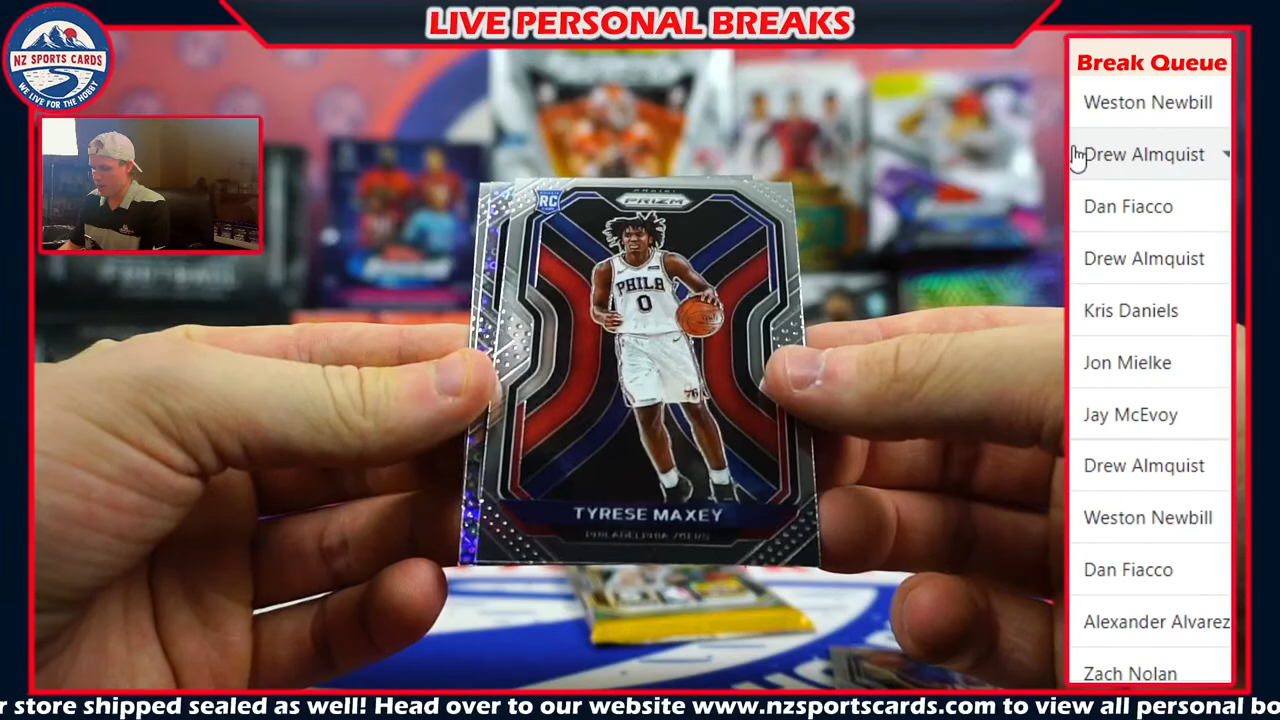 LIVE PERSONAL BREAKS
NZ SPORTS CARDS
WE LIVE FOR THE HOBBY
Break Queue
Weston Newbill
Drew Almquist
Dan Fiacco
Drew Almquist
Kris Daniels
Jon Mielke
Jay McEvoy
Drew Almquist
Weston Newbill
Dan Fiacco
Alexander Alvarez
Zach Nolan
RC
PANINI
PRIZM
PHILA
0
76
TYRESE MAXEY
PHILADELPHIA 76ERS
r store shipped sealed as well! Head over to our website www.nzsportscards.com to view all personal bo